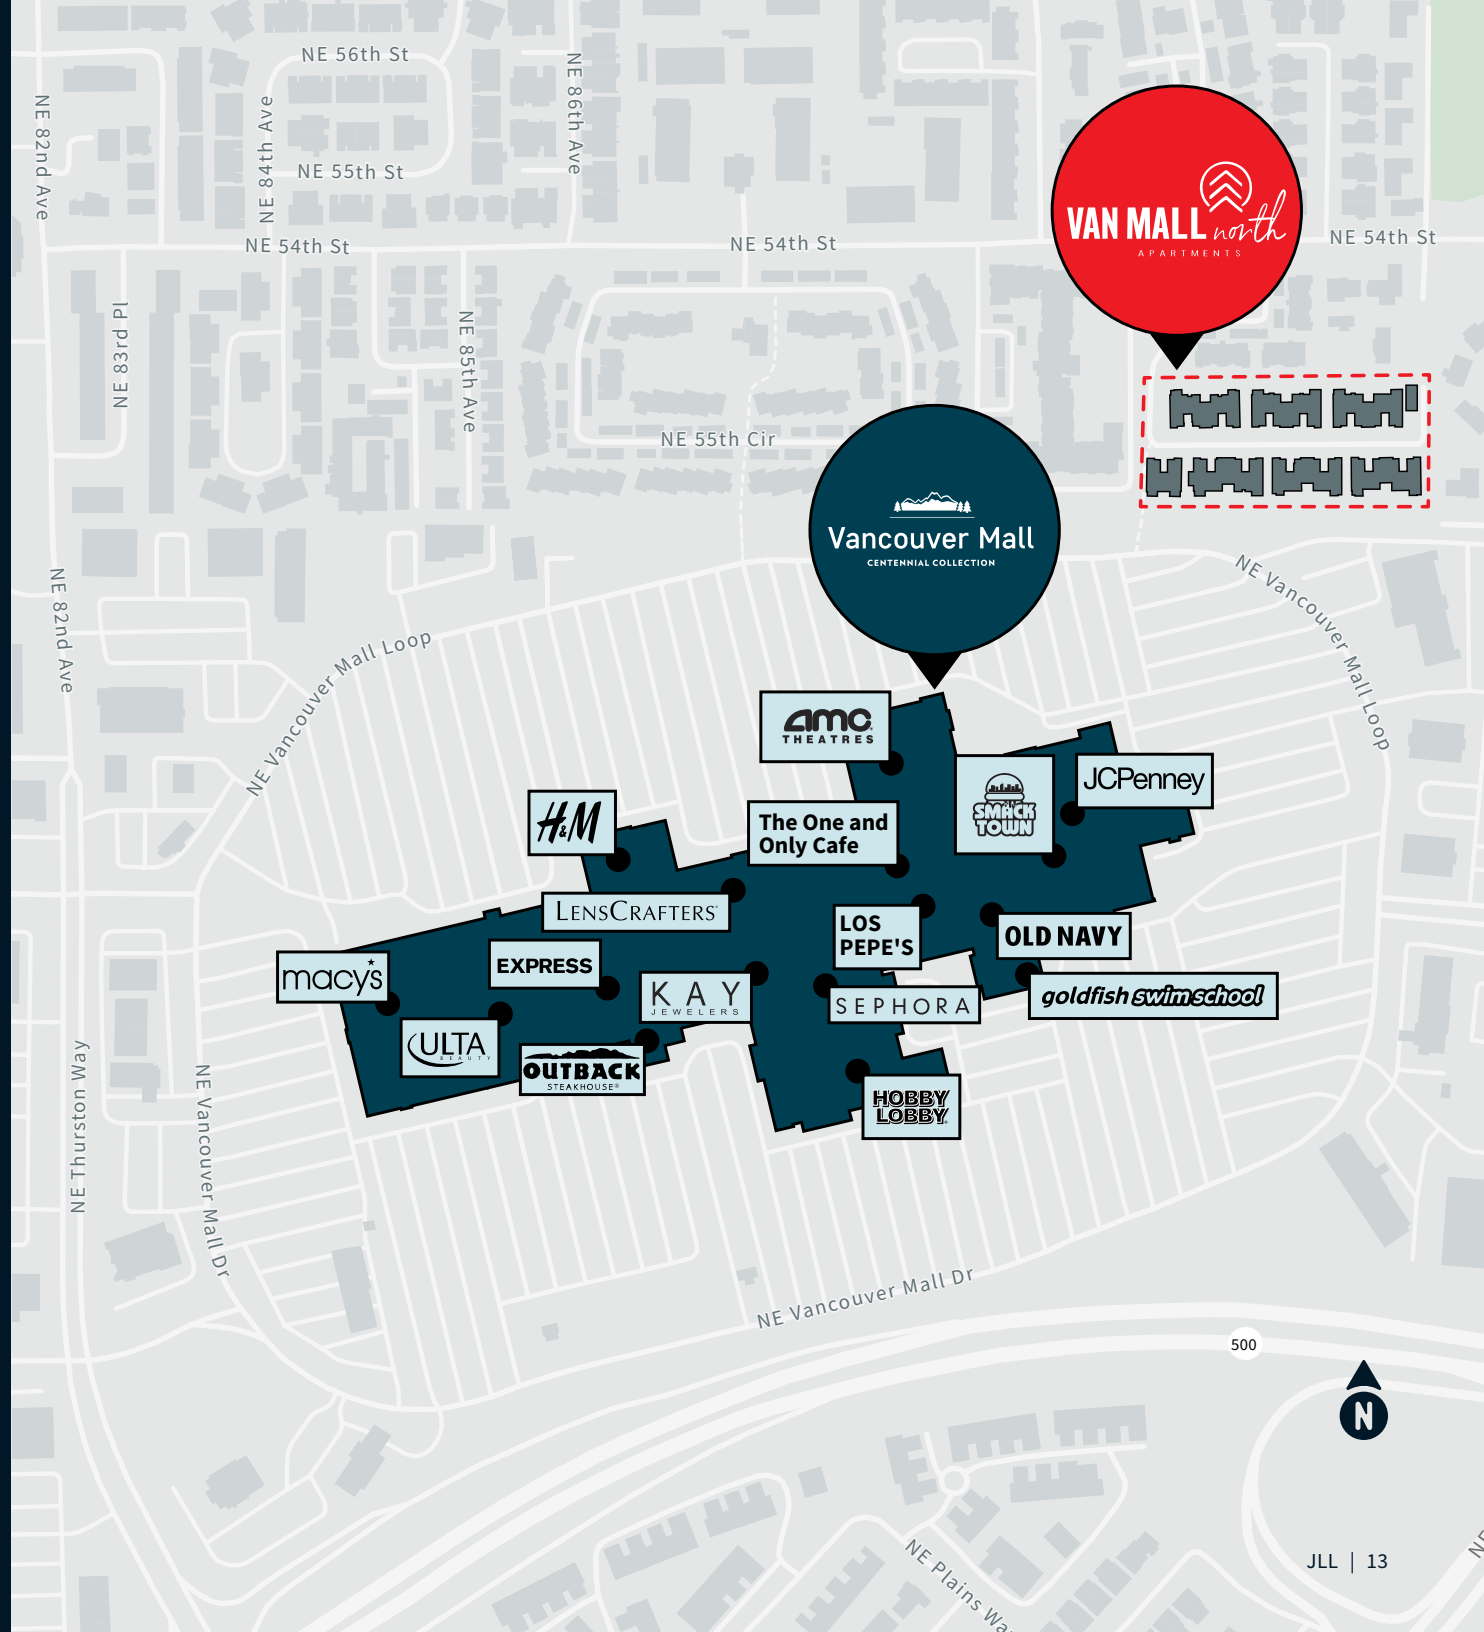 NE 56th St
NE 82nd Ave
NE 84th Ave
NE 86th Ave
NE 55th St
NE 54th St
NE 54th St
NE 54th St
VAN MALL north
APARTMENTS
NE 83rd Pl
NE 85th Ave
NE 55th Cir
Vancouver Mall
CENTENNIAL COLLECTION
NE 82nd Ave
NE Vancouver Mall Loop
NE Vancouver Mall Loop
amc
THEATRES
JCPenney
SMACK
TOWN
H&M
The One and
Only Cafe
LENSCRAFTERS
LOS
PEPE'S
OLD NAVY
EXPRESS
macy's
KAY
JEWELERS
SEPHORA
goldfish swim school
ULTA
BEAUTY
OUTBACK
STEAKHOUSE®
HOBBY
LOBBY
NE Thurston Way
NE Vancouver Mall Dr
NE Vancouver Mall Dr
500
N
NE Plains Wa
JLL | 13
NE